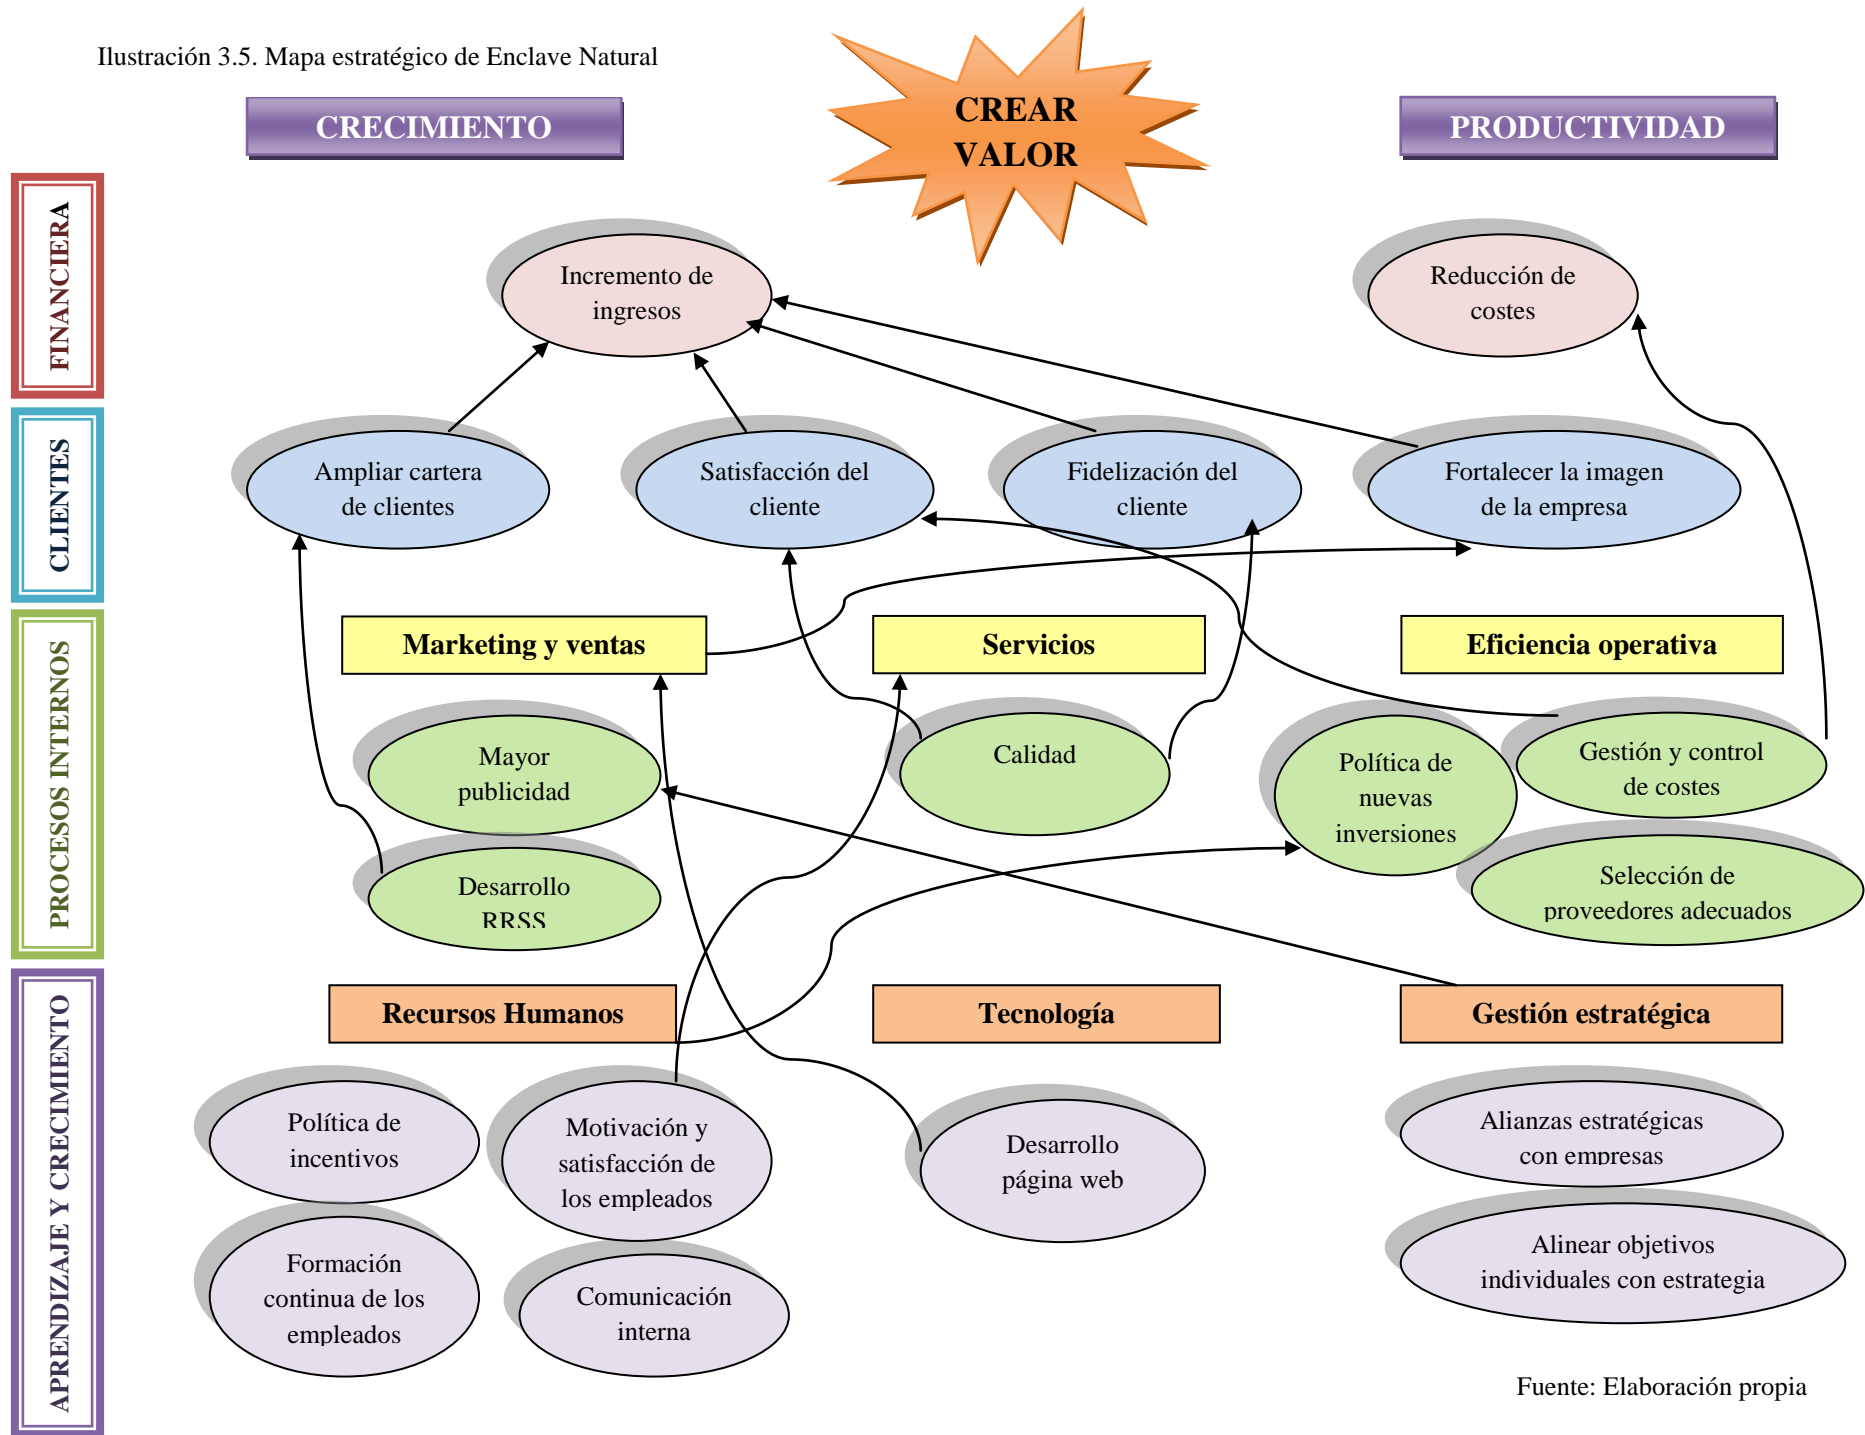 Ilustración 3.5. Mapa estratégico de Enclave Natural
CREAR
VALOR
CRECIMIENTO
PRODUCTIVIDAD
FINANCIERA
Incremento de
ingresos
Reducción de
costes
CLIENTES
Ampliar cartera
de clientes
Satisfacción del
cliente
Fidelización del
cliente
Fortalecer la imagen
de la empresa
PROCESOS INTERNOS
Marketing y ventas
Servicios
Eficiencia operativa
Mayor
publicidad
Calidad
Política de
nuevas
inversiones
Gestión y control
de costes
Desarrollo
RRSS
Selección de
proveedores adecuados
APRENDIZAJE Y CRECIMIENTO
Recursos Humanos
Tecnología
Gestión estratégica
Política de
incentivos
Motivación y
satisfacción de
los empleados
Desarrollo
página web
Alianzas estratégicas
con empresas
Formación
continua de los
empleados
Comunicación
interna
Alinear objetivos
individuales con estrategia
Fuente: Elaboración propia